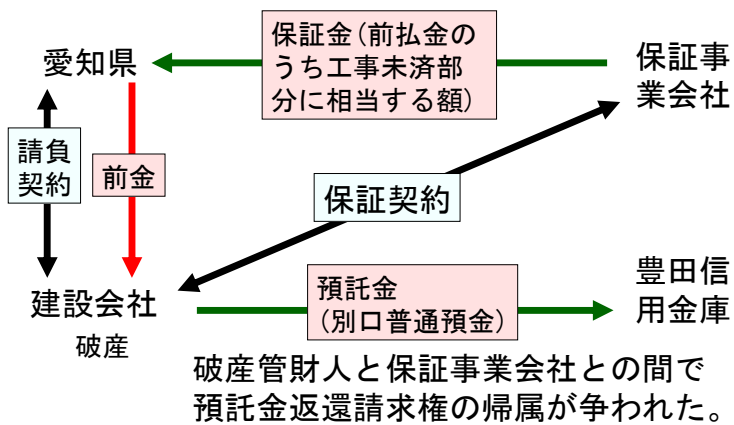 保証金(前払金の
うち工事未済部
分に相当する額)
愛知県
保証事
業会社
請負
契約
前金
保証契約
建設会社
破産
預託金
(別口普通預金)
豊田信
用金庫
破産管財人と保証事業会社との間で
預託金返還請求権の帰属が争われた。